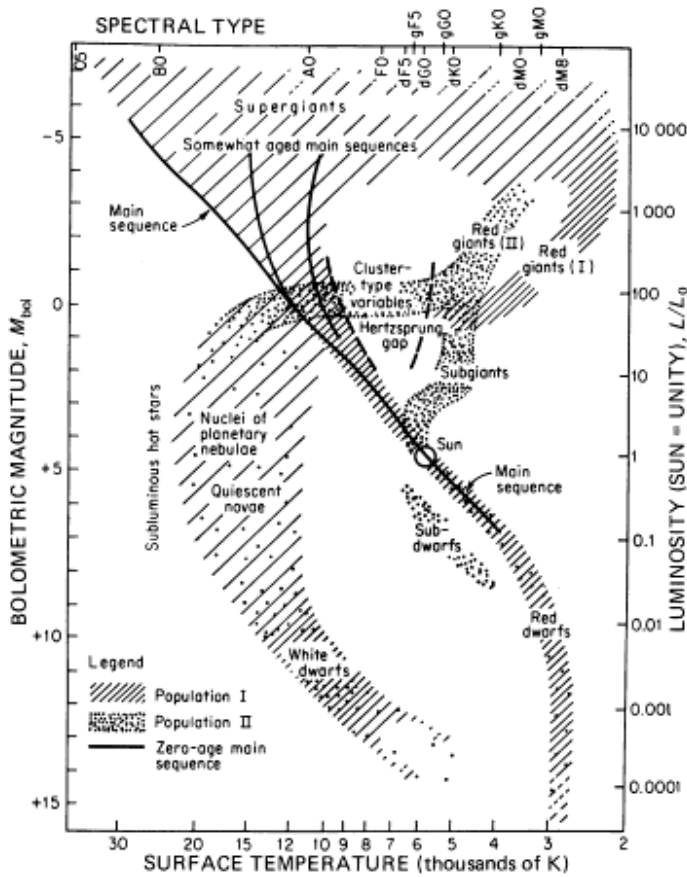 SPECTRAL TYPE
O5
B0
A0
F0
dF5
gF5
dG0
gG0
dK0
gK0
dM0
gM0
dM8
Supergiants
Somewhat aged main sequences
Main
sequence
Cluster-
type
variables
Hertzsprung
gap
Red
giants (II)
Red
giants (I)
Subgiants
Sun
Main
sequence
Nuclei of
planetary
nebulae
Quiescent
novae
Subluminous hot stars
Sub-
dwarfs
White
dwarfs
Red
dwarfs
Legend
Population I
Population II
Zero-age main
sequence
BOLOMETRIC MAGNITUDE, Mbol
-5
0
+5
+10
+15
LUMINOSITY (SUN = UNITY), L/L₀
10 000
1 000
100
10
1
0.1
0.01
0.001
0.0001
30
20
15
12
10
9
8
7
6
5
4
3
2
SURFACE TEMPERATURE (thousands of K)